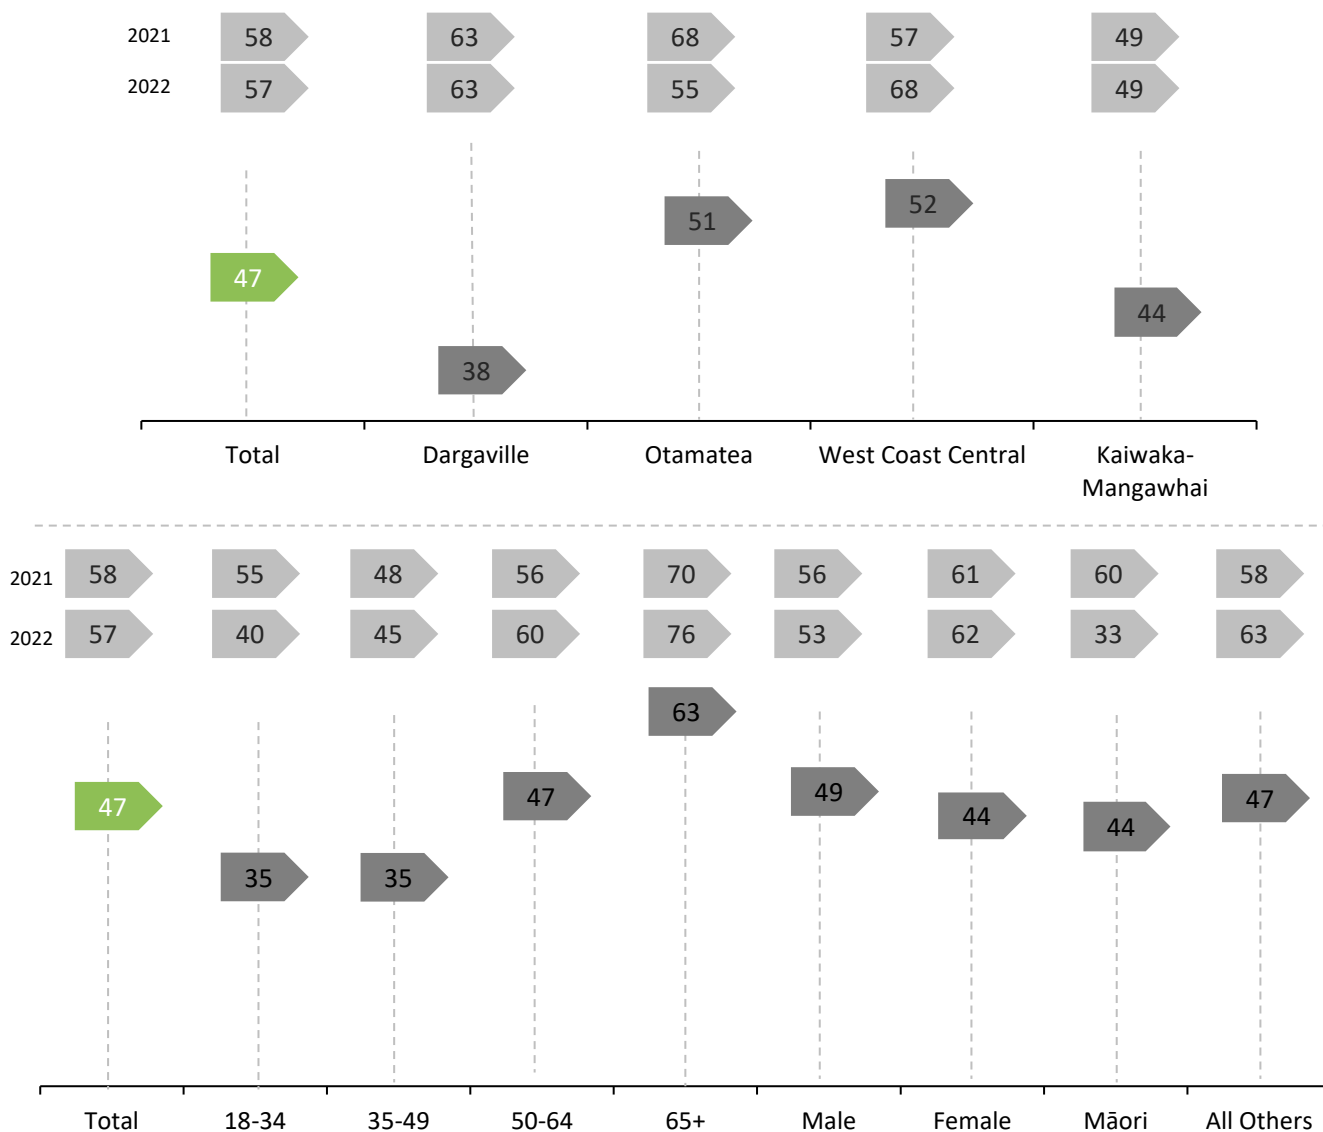 2021 58 63 68 57 49
2022 57 63 55 68 49
52
51
47
44
38
Total Dargaville Otamatea West Coast Central Kaiwaka-
Mangawhai
2021 58 55 48 56 70 56 61 60 58
2022 57 40 45 60 76 53 62 33 63
63
47 47 49 44 44 47
35 35
Total 18-34 35-49 50-64 65+ Male Female Māori All Others